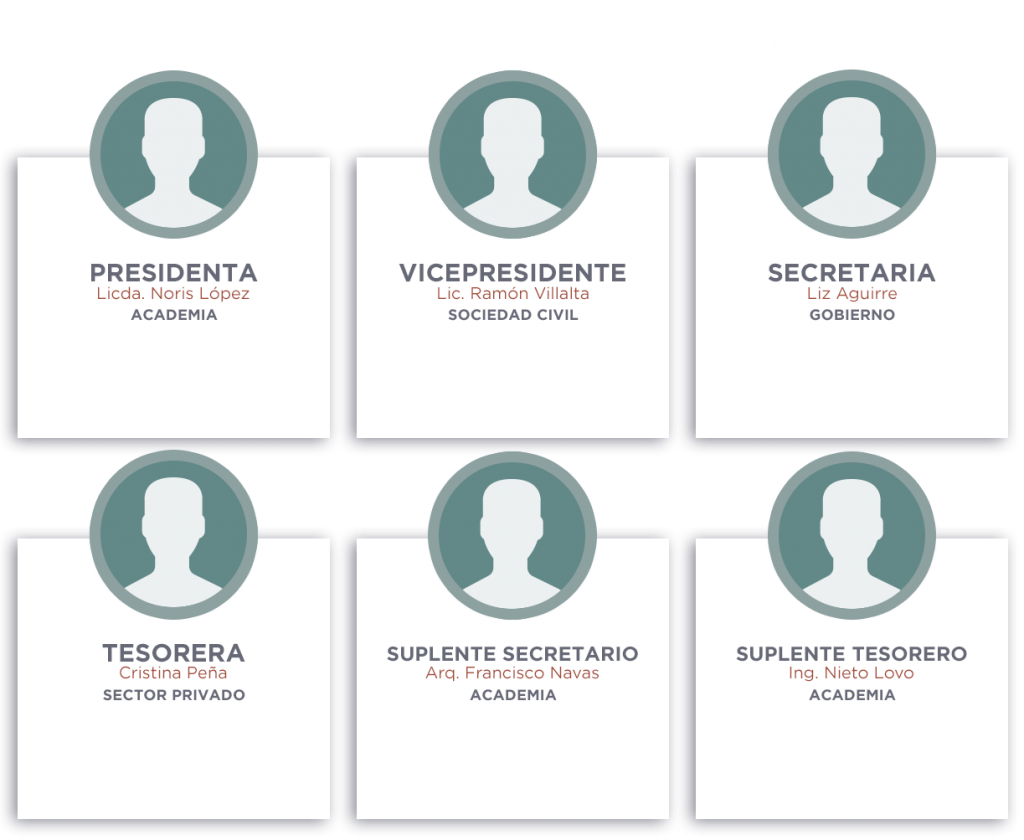 PRESIDENTA
Licda. Noris López
ACADEMIA
VICEPRESIDENTE
Lic. Ramón Villalta
SOCIEDAD CIVIL
SECRETARIA
Liz Aguirre
GOBIERNO
TESORERA
Cristina Peña
SECTOR PRIVADO
SUPLENTE SECRETARIO
Arq. Francisco Navas
ACADEMIA
SUPLENTE TESORERO
Ing. Nieto Lovo
ACADEMIA